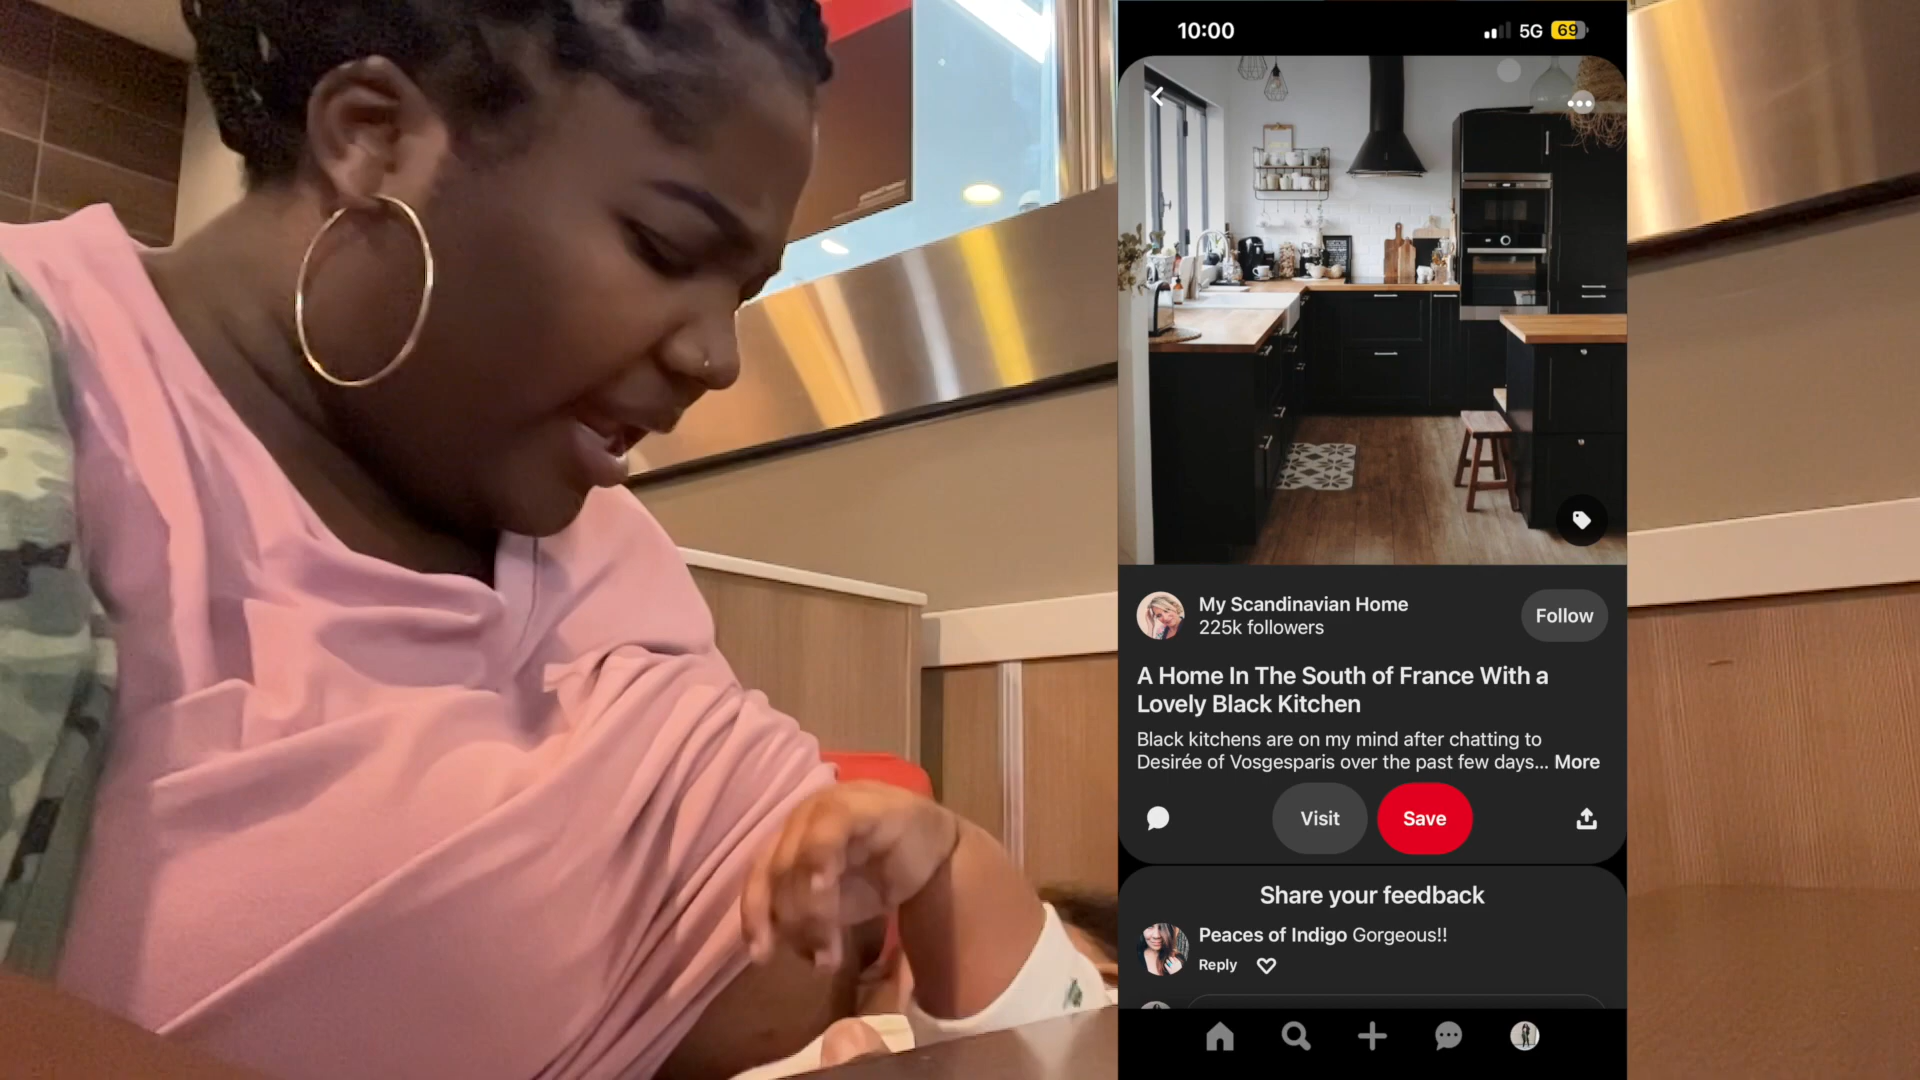 10:00
5G 69
My Scandinavian Home
225k followers
Follow
A Home In The South of France With a
Lovely Black Kitchen
Black kitchens are on my mind after chatting to
Desirée of Vosgesparis over the past few days... More
Visit
Save
Share your feedback
Peaces of Indigo Gorgeous!!
Reply